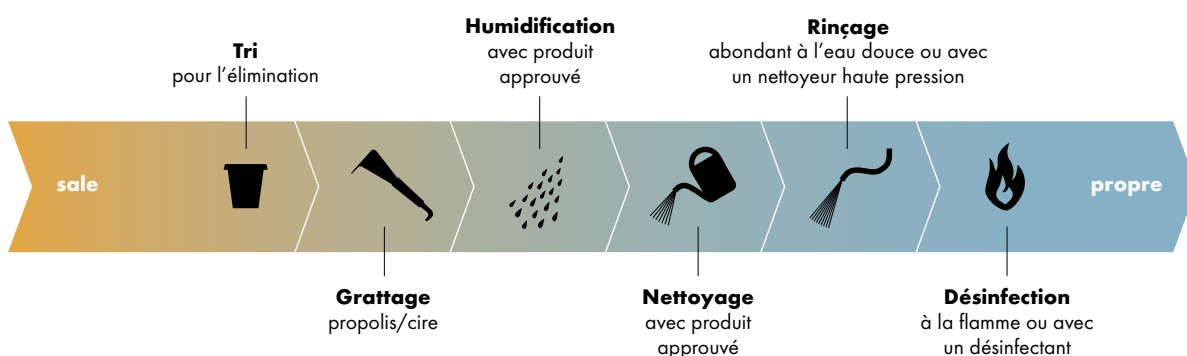 sale
Tri
pour l'élimination
Grattage
propolis/cire
Humidification
avec produit
approuvé
Nettoyage
avec produit
approuvé
Rinçage
abondant à l'eau douce ou avec
un nettoyeur haute pression
Désinfection
à la flamme ou avec
un désinfectant
propre